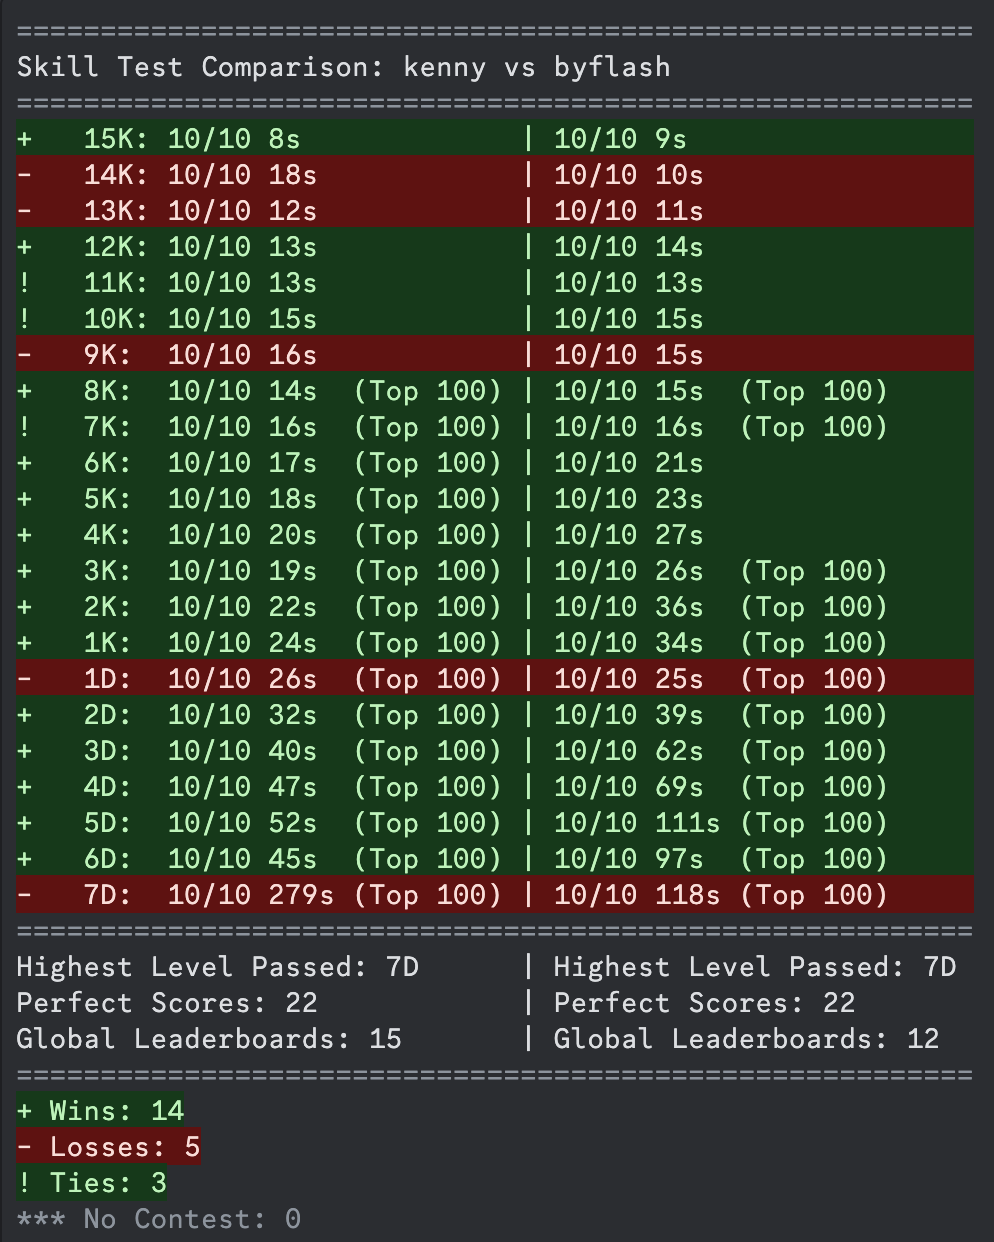 =========================================================
Skill Test Comparison: kenny vs byflash
=========================================================
+   15K: 10/10 8s             | 10/10 9s
-   14K: 10/10 18s            | 10/10 10s
-   13K: 10/10 12s            | 10/10 11s
+   12K: 10/10 13s            | 10/10 14s
!   11K: 10/10 13s            | 10/10 13s
!   10K: 10/10 15s            | 10/10 15s
-   9K:  10/10 16s            | 10/10 15s
+   8K:  10/10 14s  (Top 100) | 10/10 15s  (Top 100)
!   7K:  10/10 16s  (Top 100) | 10/10 16s  (Top 100)
+   6K:  10/10 17s  (Top 100) | 10/10 21s
+   5K:  10/10 18s  (Top 100) | 10/10 23s
+   4K:  10/10 20s  (Top 100) | 10/10 27s
+   3K:  10/10 19s  (Top 100) | 10/10 26s  (Top 100)
+   2K:  10/10 22s  (Top 100) | 10/10 36s  (Top 100)
+   1K:  10/10 24s  (Top 100) | 10/10 34s  (Top 100)
-   1D:  10/10 26s  (Top 100) | 10/10 25s  (Top 100)
+   2D:  10/10 32s  (Top 100) | 10/10 39s  (Top 100)
+   3D:  10/10 40s  (Top 100) | 10/10 62s  (Top 100)
+   4D:  10/10 47s  (Top 100) | 10/10 69s  (Top 100)
+   5D:  10/10 52s  (Top 100) | 10/10 111s (Top 100)
+   6D:  10/10 45s  (Top 100) | 10/10 97s  (Top 100)
-   7D:  10/10 279s (Top 100) | 10/10 118s (Top 100)
=========================================================
Highest Level Passed: 7D      | Highest Level Passed: 7D
Perfect Scores: 22            | Perfect Scores: 22
Global Leaderboards: 15       | Global Leaderboards: 12
=========================================================
+ Wins: 14
- Losses: 5
! Ties: 3
*** No Contest: 0